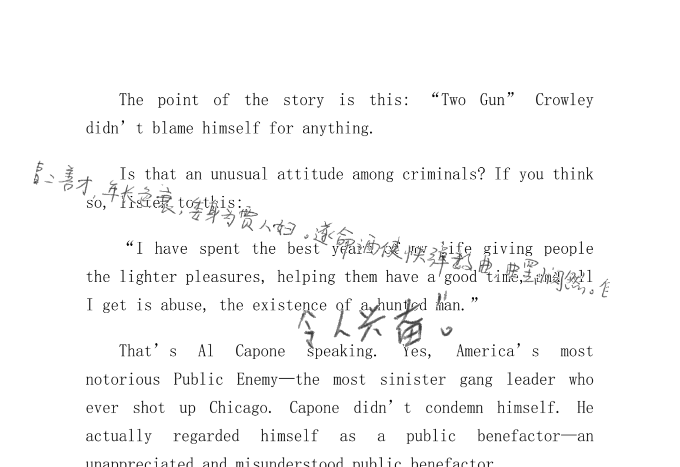 The point of the story is this: “Two Gun” Crowley
didn’t blame himself for anything.
Is that an unusual attitude among criminals? If you think
so, listen to this:
二善才，年长色衰，委身为贾人妇。遂命酒使快弹数曲。曲罢悯然。
“I have spent the best years of my life giving people
the lighter pleasures, helping them have a good time, and all
I get is abuse, the existence of a hunted man.”
令人兴奋。
That’s Al Capone speaking. Yes, America’s most
notorious Public Enemy—the most sinister gang leader who
ever shot up Chicago. Capone didn’t condemn himself. He
actually regarded himself as a public benefactor—an
unappreciated and misunderstood public benefactor